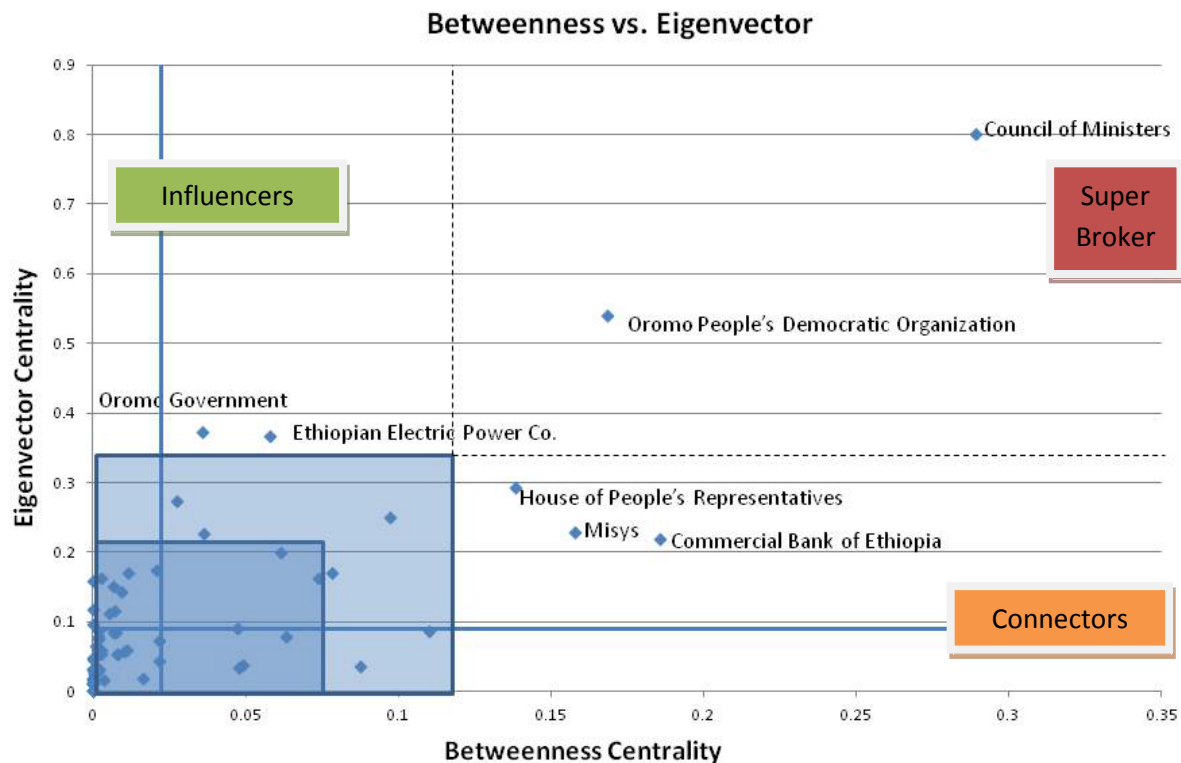 Betweenness vs. Eigenvector
0.9
0.8
0.7
0.6
0.5
0.4
0.3
0.2
0.1
0
Eigenvector Centrality
Council of Ministers
Influencers
Super
Broker
Oromo People's Democratic Organization
Oromo Government
Ethiopian Electric Power Co.
House of People's Representatives
Misys
Commercial Bank of Ethiopia
Connectors
0
0.05
0.1
0.15
0.2
0.25
0.3
0.35
Betweenness Centrality